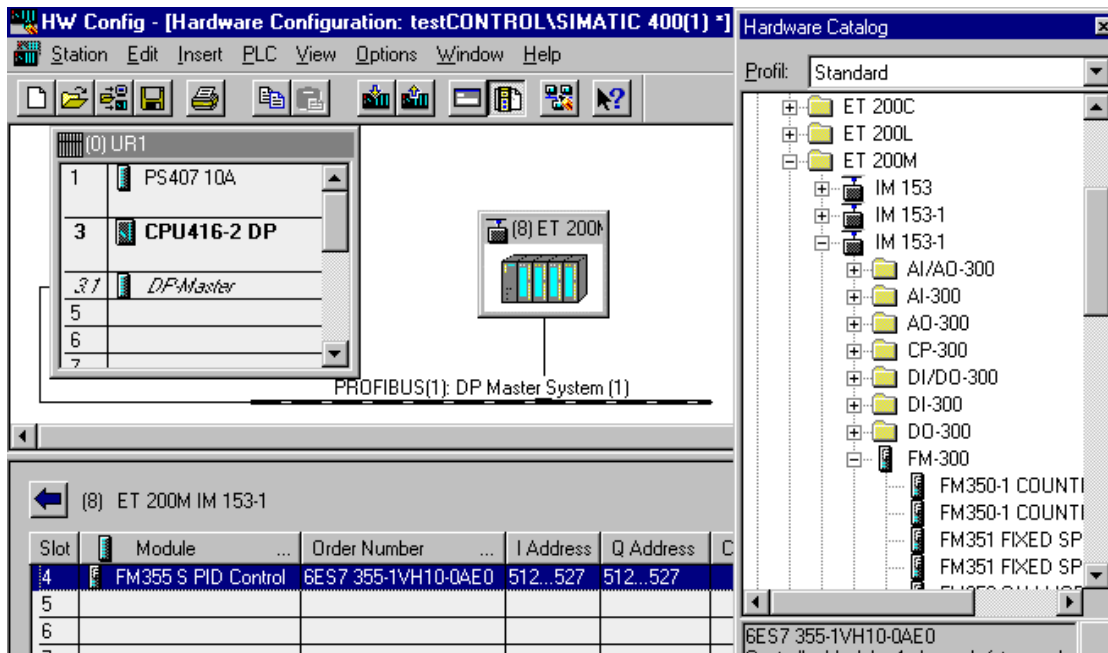 HW Config - [Hardware Configuration: testCONTROL\SIMATIC 400(1) *]
Station Edit Insert PLC View Options Window Help
(0) UR1
1 PS407 10A
3 CPU416-2 DP
3.1 DP-Master
5
6
7
(8) ET 200M
PROFIBUS(1): DP Master System (1)
(8) ET 200M IM 153-1
Slot Module ... Order Number ... I Address Q Address C
4 FM355 S PID Control 6ES7 355-1VH10-0AE0 512...527 512...527
5
6
Hardware Catalog
Profil: Standard
ET 200C
ET 200L
ET 200M
IM 153
IM 153-1
IM 153-1
AI/AO-300
AI-300
AO-300
CP-300
DI/DO-300
DI-300
DO-300
FM-300
FM350-1 COUNT
FM350-1 COUNT
FM351 FIXED SP
FM351 FIXED SP
6ES7 355-1VH10-0AE0